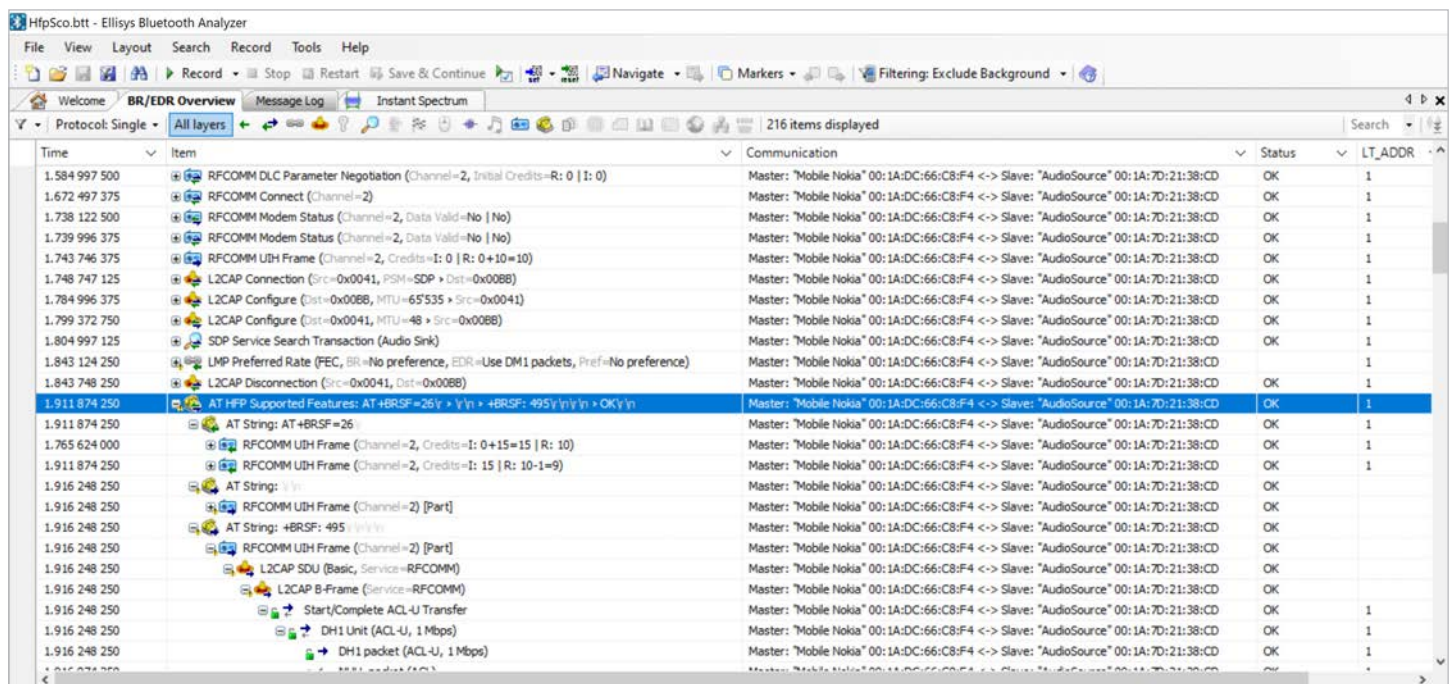 HfpSco.btt - Ellisys Bluetooth Analyzer
File View Layout Search Record Tools Help
Record Stop Restart Save & Continue Navigate Markers Filtering: Exclude Background
Welcome BR/EDR Overview Message Log Instant Spectrum
Protocol: Single All layers 216 items displayed Search
Time Item Communication Status LT_ADDR
1.584 997 500 RFCOMM DLC Parameter Negotiation (Channel=2, Initial Credits=R: 0 | I: 0) Master: "Mobile Nokia" 00:1A:DC:66:C8:F4 <-> Slave: "AudioSource" 00:1A:7D:21:38:CD OK 1
1.672 497 375 RFCOMM Connect (Channel=2) Master: "Mobile Nokia" 00:1A:DC:66:C8:F4 <-> Slave: "AudioSource" 00:1A:7D:21:38:CD OK 1
1.738 122 500 RFCOMM Modem Status (Channel=2, Data Valid=No | No) Master: "Mobile Nokia" 00:1A:DC:66:C8:F4 <-> Slave: "AudioSource" 00:1A:7D:21:38:CD OK 1
1.739 996 375 RFCOMM Modem Status (Channel=2, Data Valid=No | No) Master: "Mobile Nokia" 00:1A:DC:66:C8:F4 <-> Slave: "AudioSource" 00:1A:7D:21:38:CD OK 1
1.743 746 375 RFCOMM UIH Frame (Channel=2, Credits=I: 0 | R: 0+10=10) Master: "Mobile Nokia" 00:1A:DC:66:C8:F4 <-> Slave: "AudioSource" 00:1A:7D:21:38:CD OK 1
1.748 747 125 L2CAP Connection (Src=0x0041, PSM=SDP > Dst=0x00BB) Master: "Mobile Nokia" 00:1A:DC:66:C8:F4 <-> Slave: "AudioSource" 00:1A:7D:21:38:CD OK 1
1.784 996 375 L2CAP Configure (Dst=0x00BB, MTU=65'535 > Src=0x0041) Master: "Mobile Nokia" 00:1A:DC:66:C8:F4 <-> Slave: "AudioSource" 00:1A:7D:21:38:CD OK 1
1.799 372 750 L2CAP Configure (Dst=0x0041, MTU=48 > Src=0x00BB) Master: "Mobile Nokia" 00:1A:DC:66:C8:F4 <-> Slave: "AudioSource" 00:1A:7D:21:38:CD OK 1
1.804 997 125 SDP Service Search Transaction (Audio Sink) Master: "Mobile Nokia" 00:1A:DC:66:C8:F4 <-> Slave: "AudioSource" 00:1A:7D:21:38:CD OK 1
1.843 124 250 LMP Preferred Rate (FEC, BR=No preference, EDR=Use DM1 packets, Pref=No preference) Master: "Mobile Nokia" 00:1A:DC:66:C8:F4 <-> Slave: "AudioSource" 00:1A:7D:21:38:CD 1
1.843 748 250 L2CAP Disconnection (Src=0x0041, Dst=0x00BB) Master: "Mobile Nokia" 00:1A:DC:66:C8:F4 <-> Slave: "AudioSource" 00:1A:7D:21:38:CD OK 1
1.911 874 250 AT HFP Supported Features: AT+BRSF=26\r > \r\n > +BRSF: 495\r\n\r\n > OK\r\n Master: "Mobile Nokia" 00:1A:DC:66:C8:F4 <-> Slave: "AudioSource" 00:1A:7D:21:38:CD OK 1
1.911 874 250 AT String: AT+BRSF=26 Master: "Mobile Nokia" 00:1A:DC:66:C8:F4 <-> Slave: "AudioSource" 00:1A:7D:21:38:CD OK 1
1.765 624 000 RFCOMM UIH Frame (Channel=2, Credits=I: 0+15=15 | R: 10) Master: "Mobile Nokia" 00:1A:DC:66:C8:F4 <-> Slave: "AudioSource" 00:1A:7D:21:38:CD OK 1
1.911 874 250 RFCOMM UIH Frame (Channel=2, Credits=I: 15 | R: 10-1=9) Master: "Mobile Nokia" 00:1A:DC:66:C8:F4 <-> Slave: "AudioSource" 00:1A:7D:21:38:CD OK 1
1.916 248 250 AT String: \r\n Master: "Mobile Nokia" 00:1A:DC:66:C8:F4 <-> Slave: "AudioSource" 00:1A:7D:21:38:CD OK
1.916 248 250 RFCOMM UIH Frame (Channel=2) [Part] Master: "Mobile Nokia" 00:1A:DC:66:C8:F4 <-> Slave: "AudioSource" 00:1A:7D:21:38:CD OK
1.916 248 250 AT String: +BRSF: 495\r\n\r\n Master: "Mobile Nokia" 00:1A:DC:66:C8:F4 <-> Slave: "AudioSource" 00:1A:7D:21:38:CD OK
1.916 248 250 RFCOMM UIH Frame (Channel=2) [Part] Master: "Mobile Nokia" 00:1A:DC:66:C8:F4 <-> Slave: "AudioSource" 00:1A:7D:21:38:CD OK
1.916 248 250 L2CAP SDU (Basic, Service=RFCOMM) Master: "Mobile Nokia" 00:1A:DC:66:C8:F4 <-> Slave: "AudioSource" 00:1A:7D:21:38:CD OK
1.916 248 250 L2CAP B-Frame (Service=RFCOMM) Master: "Mobile Nokia" 00:1A:DC:66:C8:F4 <-> Slave: "AudioSource" 00:1A:7D:21:38:CD OK
1.916 248 250 Start/Complete ACL-U Transfer Master: "Mobile Nokia" 00:1A:DC:66:C8:F4 <-> Slave: "AudioSource" 00:1A:7D:21:38:CD OK 1
1.916 248 250 DH1 Unit (ACL-U, 1 Mbps) Master: "Mobile Nokia" 00:1A:DC:66:C8:F4 <-> Slave: "AudioSource" 00:1A:7D:21:38:CD OK 1
1.916 248 250 DH1 packet (ACL-U, 1 Mbps) Master: "Mobile Nokia" 00:1A:DC:66:C8:F4 <-> Slave: "AudioSource" 00:1A:7D:21:38:CD OK 1